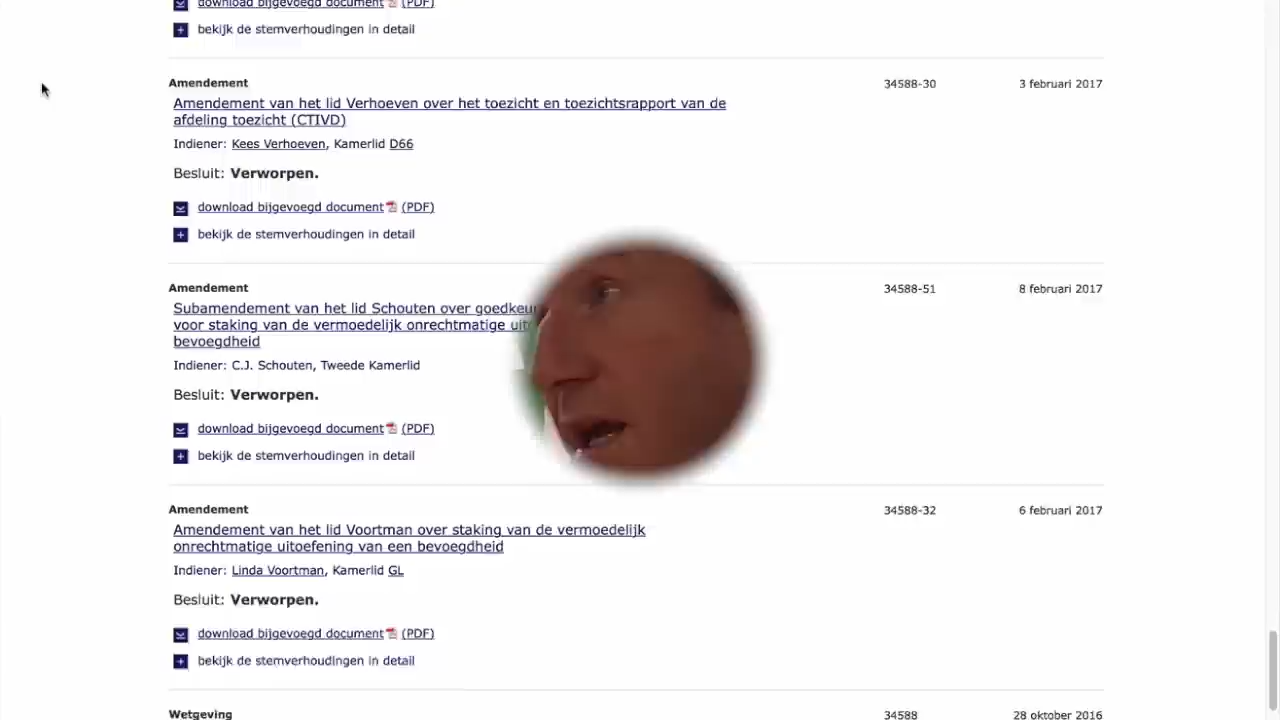 download bijgevoegd document (PDF)
bekijk de stemverhoudingen in detail
Amendement 34588-30 3 februari 2017
Amendement van het lid Verhoeven over het toezicht en toezichtsrapport van de
afdeling toezicht (CTIVD)
Indiener: Kees Verhoeven, Kamerlid D66
Besluit: Verworpen.
download bijgevoegd document (PDF)
bekijk de stemverhoudingen in detail
Amendement 34588-51 8 februari 2017
Subamendement van het lid Schouten over
voor staking van de vermoedelijk onrechtmatige
bevoegdheid
Indiener: C.J. Schouten, Tweede Kamerlid
Besluit: Verworpen.
download bijgevoegd document (PDF)
bekijk de stemverhoudingen in detail
Amendement 34588-32 6 februari 2017
Amendement van het lid Voortman over staking van de vermoedelijk
onrechtmatige uitoefening van een bevoegdheid
Indiener: Linda Voortman, Kamerlid GL
Besluit: Verworpen.
download bijgevoegd document (PDF)
bekijk de stemverhoudingen in detail
Wetgeving 34588 28 oktober 2016